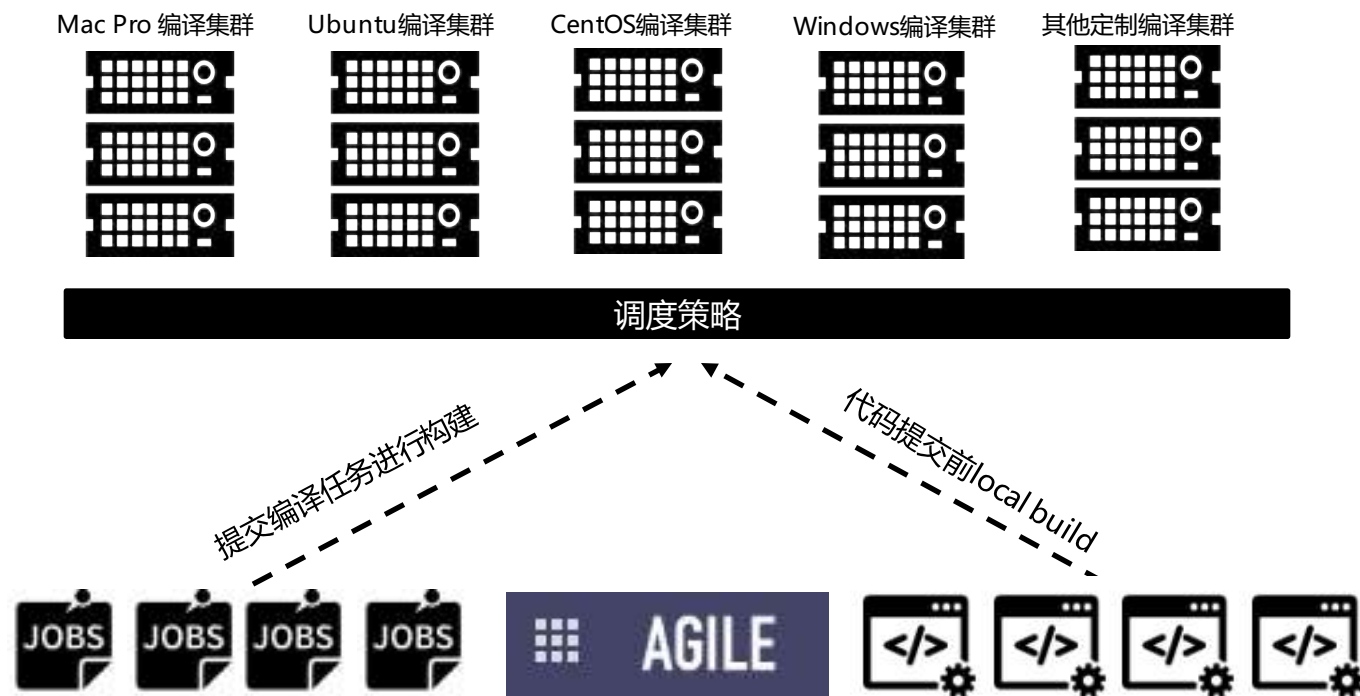 Mac Pro 编译集群
Ubuntu编译集群
CentOS编译集群
Windows编译集群
其他定制编译集群
调度策略
提交编译任务进行构建
代码提交前local build
JOBS
JOBS
JOBS
JOBS
AGILE
</>
</>
</>
</>